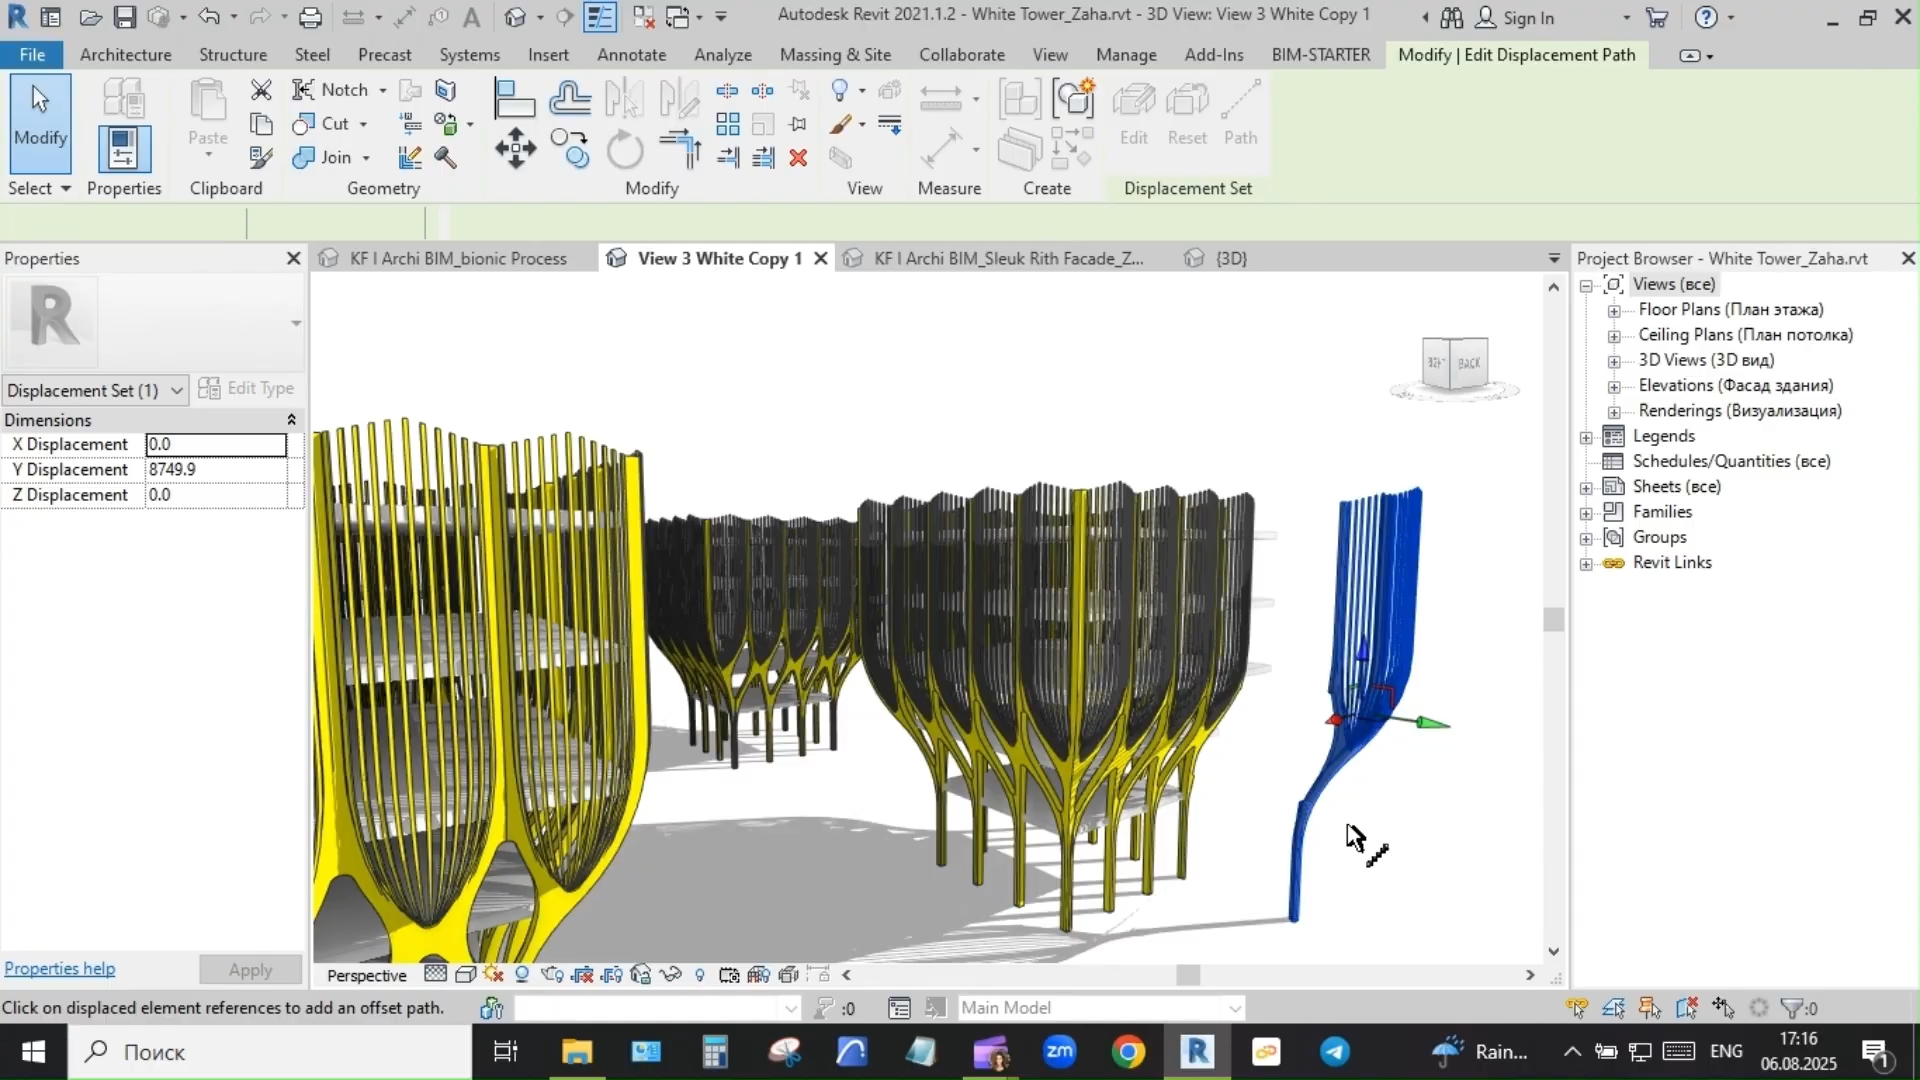 Autodesk Revit 2021.1.2 - White Tower_Zaha.rvt - 3D View: View 3 White Copy 1
Sign In
File Architecture Structure Steel Precast Systems Insert Annotate Analyze Massing & Site Collaborate View Manage Add-Ins BIM-STARTER Modify | Edit Displacement Path
Modify
Paste
Notch
Cut
Join
Edit Reset Path
Select Properties Clipboard Geometry Modify View Measure Create Displacement Set
Properties
KF I Archi BIM_bionic Process
View 3 White Copy 1
KF I Archi BIM_Sleuk Rith Facade_Z...
{3D}
Project Browser - White Tower_Zaha.rvt
Displacement Set (1)
Edit Type
Dimensions
X Displacement 0.0
Y Displacement 8749.9
Z Displacement 0.0
BACK
Views (все)
Floor Plans (План этажа)
Ceiling Plans (План потолка)
3D Views (3D вид)
Elevations (Фасад здания)
Renderings (Визуализация)
Legends
Schedules/Quantities (все)
Sheets (все)
Families
Groups
Revit Links
Properties help
Apply
Perspective
Click on displaced element references to add an offset path.
:0
Main Model
:0
Поиск
zm
Rain...
ENG
17:16
06.08.2025
1